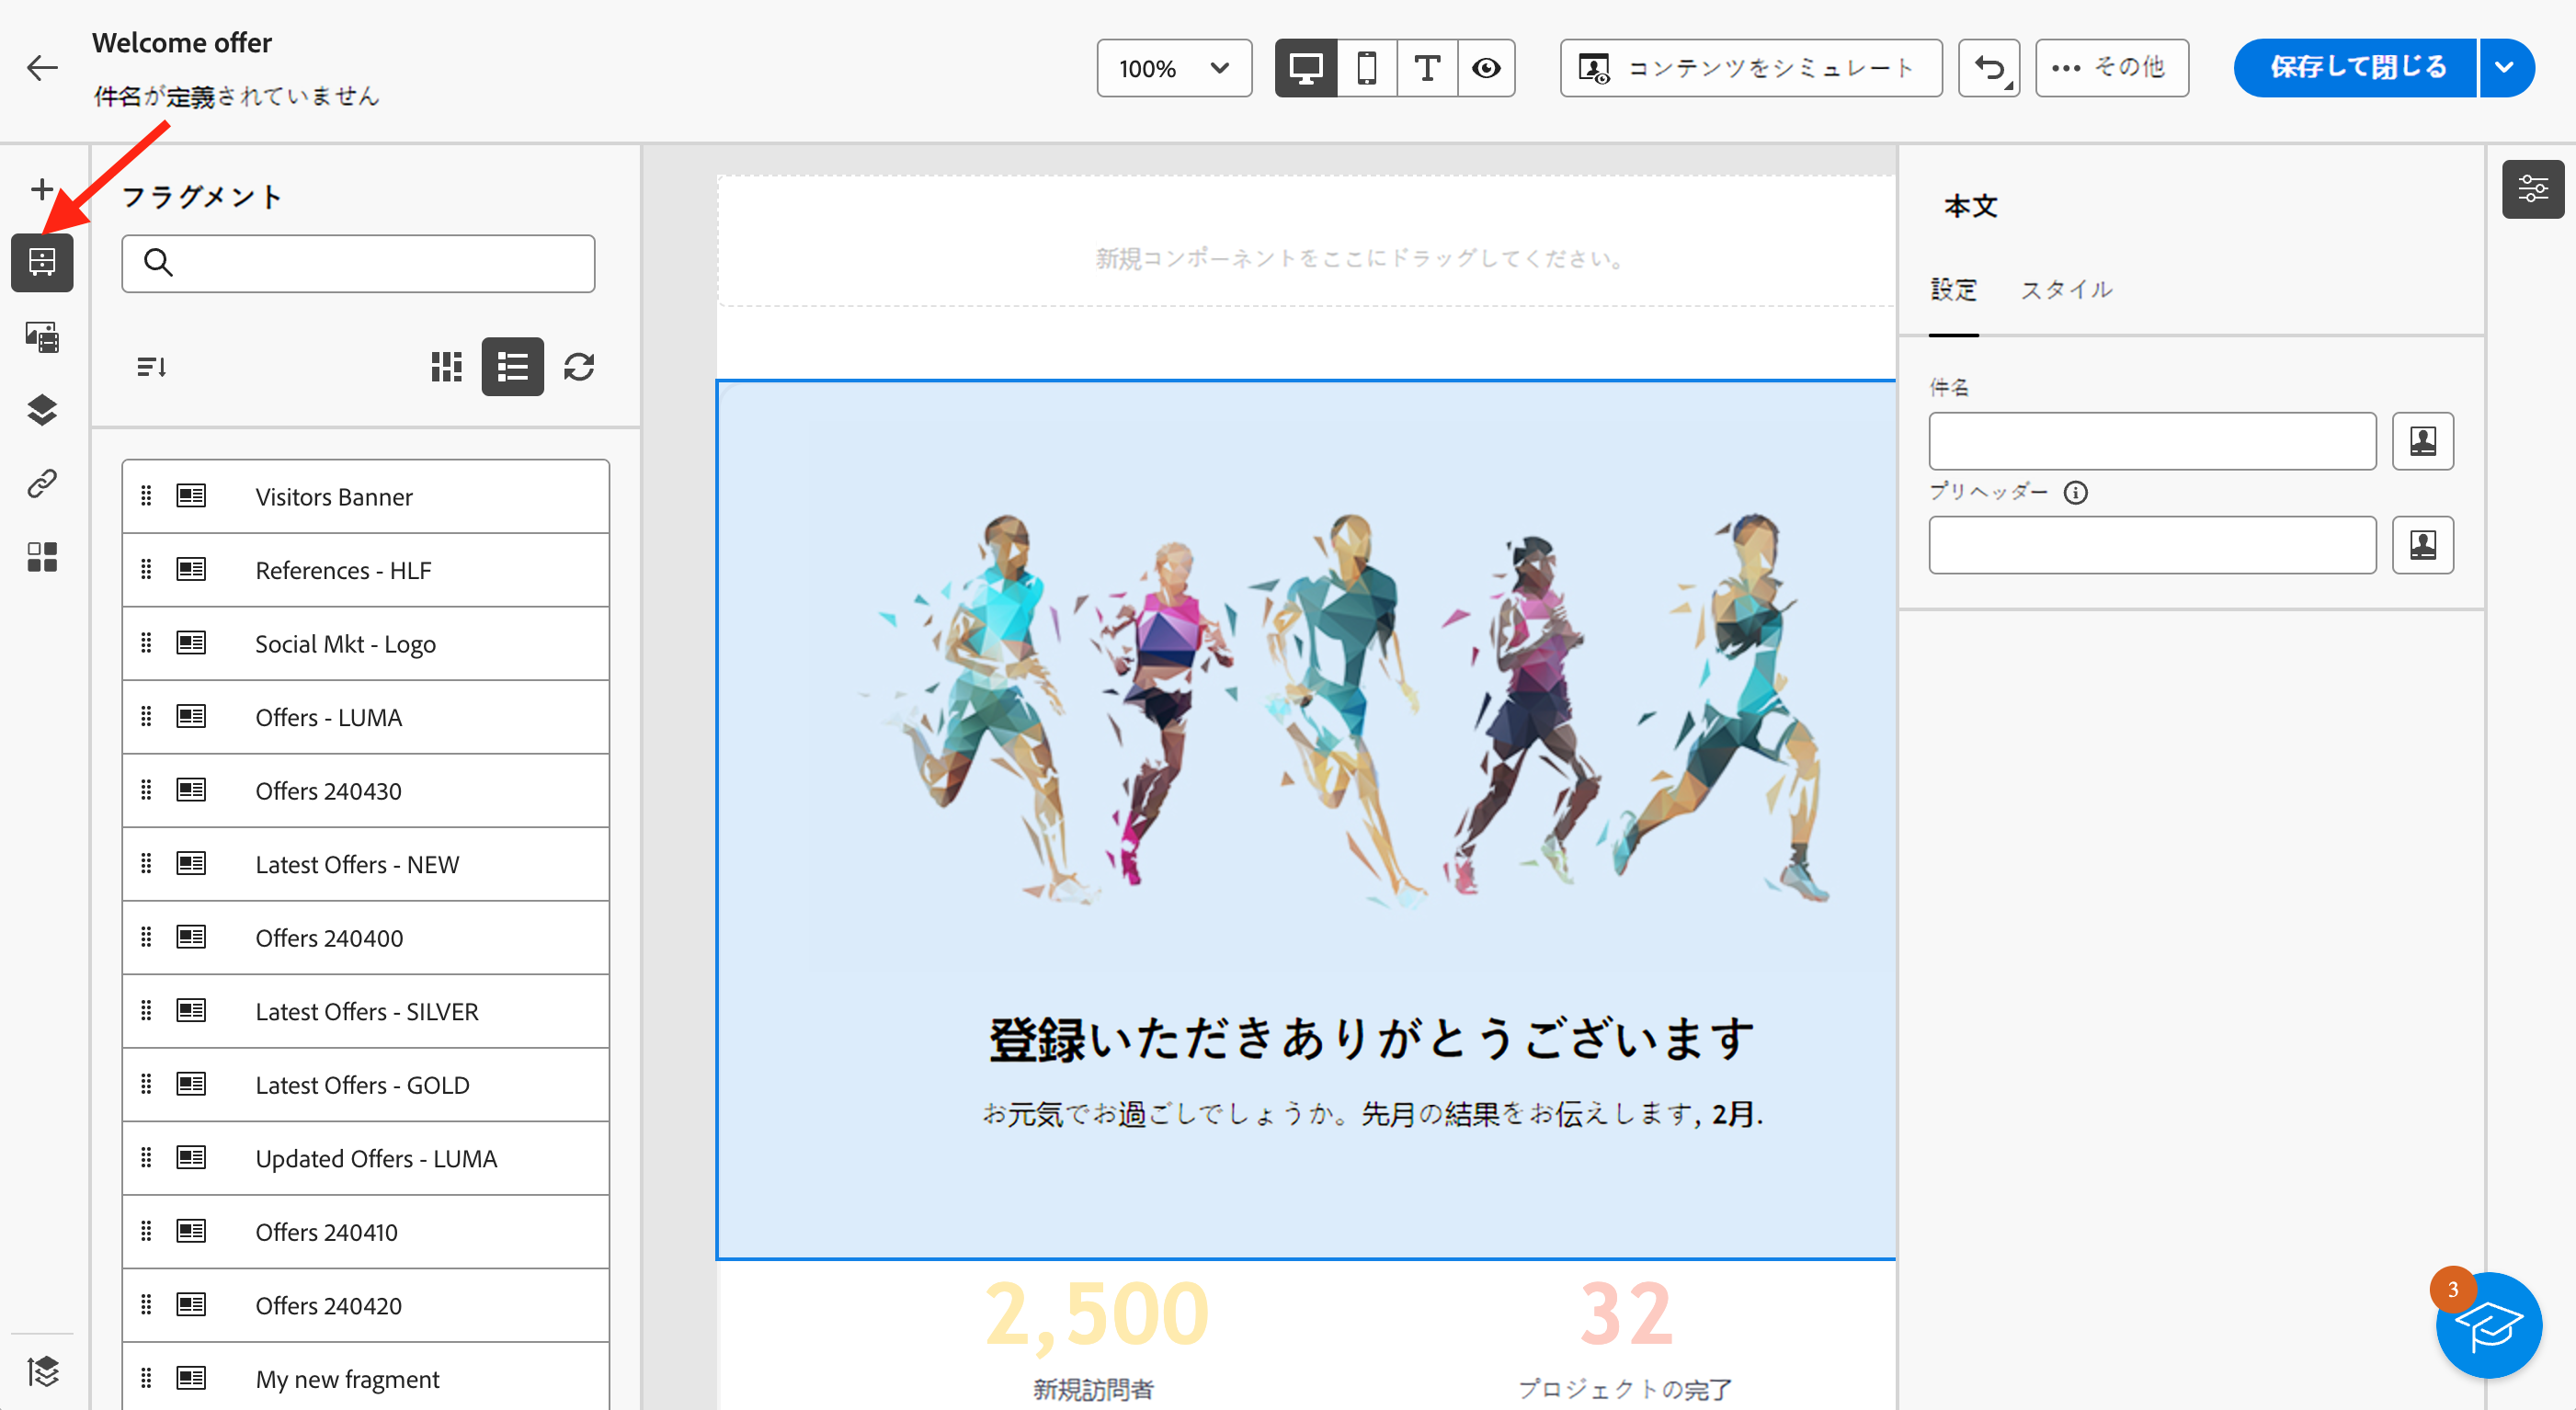 Welcome offer
件名が定義されていません
100%
コンテンツをシミュレート
その他
保存して閉じる
フラグメント
Visitors Banner
References - HLF
Social Mkt - Logo
Offers - LUMA
Offers 240430
Latest Offers - NEW
Offers 240400
Latest Offers - SILVER
Latest Offers - GOLD
Updated Offers - LUMA
Offers 240410
Offers 240420
My new fragment
新規コンポーネントをここにドラッグしてください。
登録いただきありがとうございます
お元気でお過ごしでしょうか。先月の結果をお伝えします, 2月.
2,500
32
新規訪問者
プロジェクトの完了
本文
設定
スタイル
件名
プリヘッダー
3